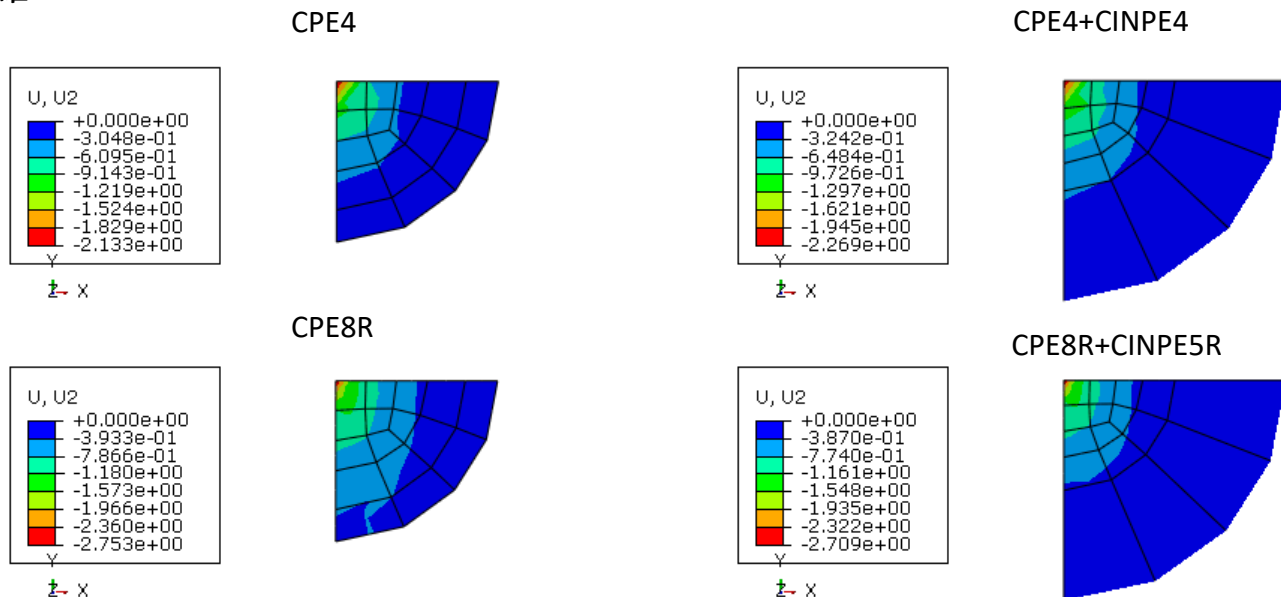 CPE4
CPE4+CINPE4
U, U2
+0.000e+00
-3.048e-01
-6.095e-01
-9.143e-01
-1.219e+00
-1.524e+00
-1.829e+00
-2.133e+00
Y
Z X
U, U2
+0.000e+00
-3.242e-01
-6.484e-01
-9.726e-01
-1.297e+00
-1.621e+00
-1.945e+00
-2.269e+00
Y
Z X
CPE8R
CPE8R+CINPE5R
U, U2
+0.000e+00
-3.933e-01
-7.866e-01
-1.180e+00
-1.573e+00
-1.966e+00
-2.360e+00
-2.753e+00
Y
Z X
U, U2
+0.000e+00
-3.870e-01
-7.740e-01
-1.161e+00
-1.548e+00
-1.935e+00
-2.322e+00
-2.709e+00
Y
Z X